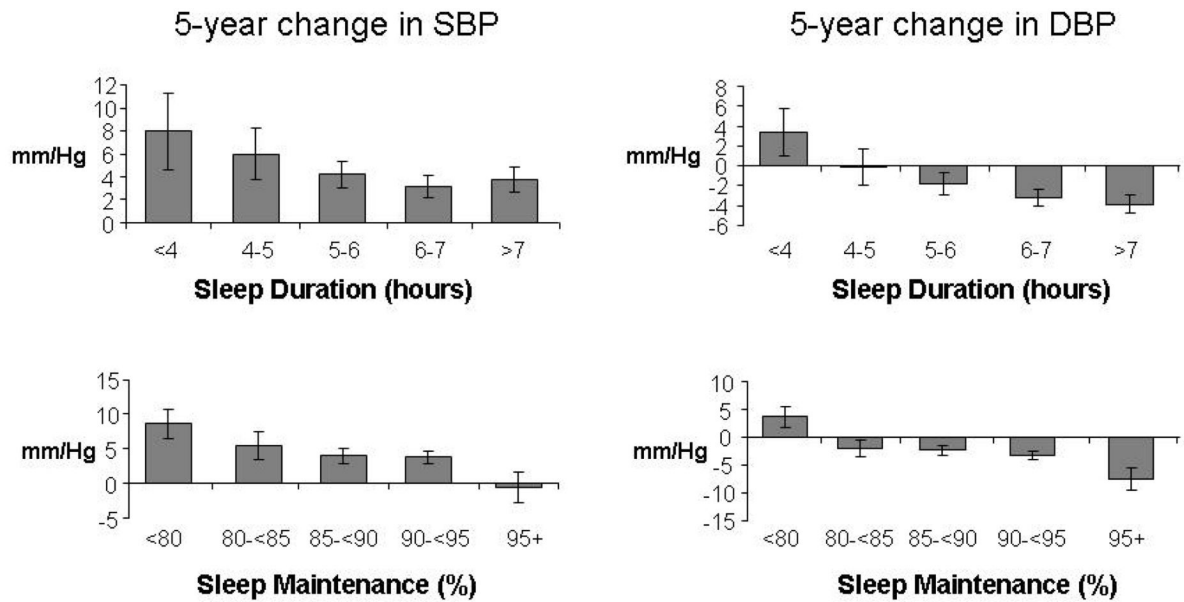 5-year change in SBP
12
10
8
6
4
2
0
mm/Hg
<4 4-5 5-6 6-7 >7
Sleep Duration (hours)
5-year change in DBP
8
6
4
2
0
-2
-4
-6
mm/Hg
<4 4-5 5-6 6-7 >7
Sleep Duration (hours)
15
10
5
0
-5
mm/Hg
<80 80-<85 85-<90 90-<95 95+
Sleep Maintenance (%)
10
5
0
-5
-10
-15
mm/Hg
<80 80-<85 85-<90 90-<95 95+
Sleep Maintenance (%)